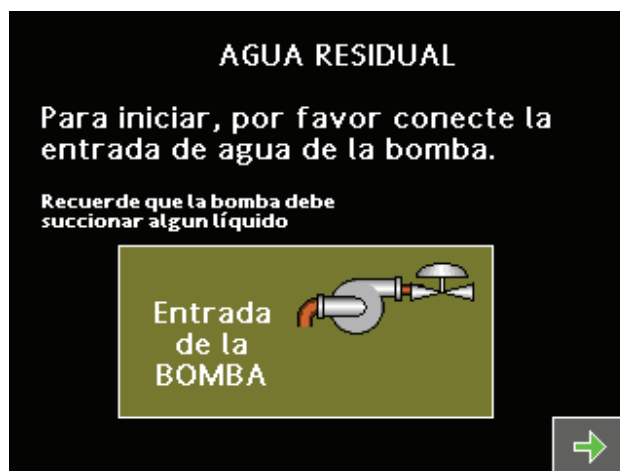 AGUA RESIDUAL
Para iniciar, por favor conecte la
entrada de agua de la bomba.
Recuerde que la bomba debe
succionar algun líquido
Entrada
de la
BOMBA